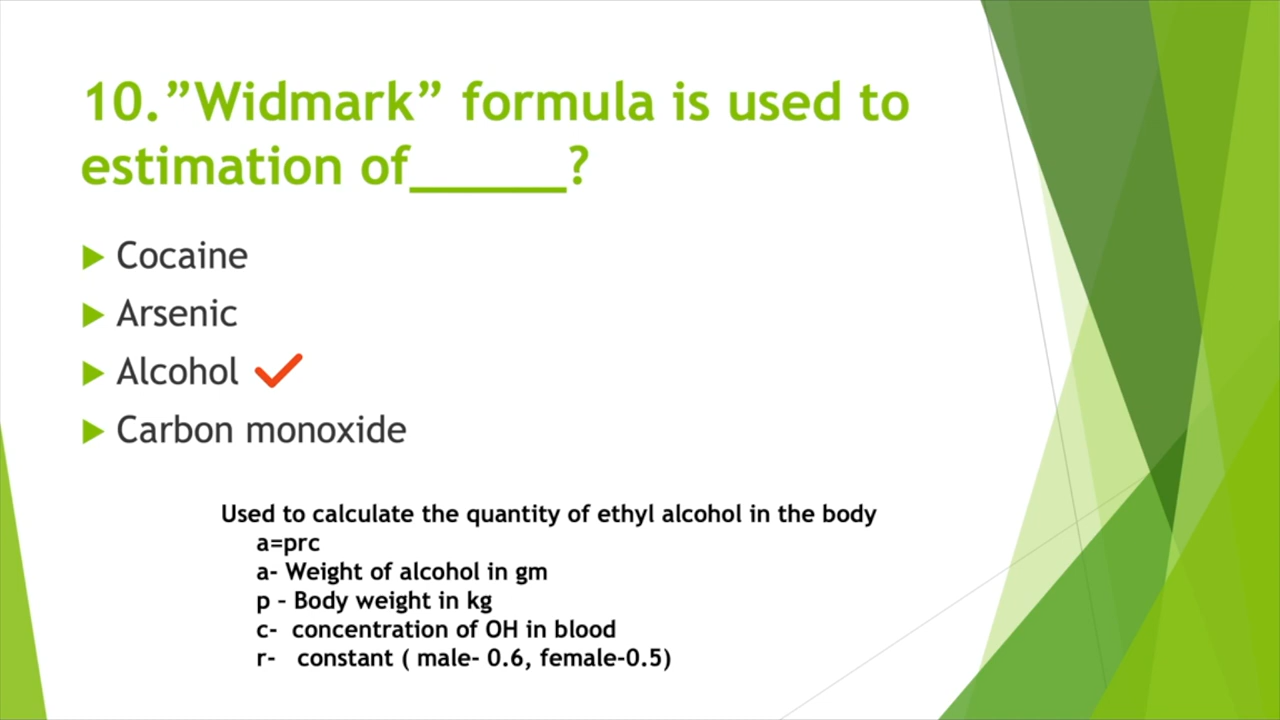 10.”Widmark” formula is used to
estimation of______?
Cocaine
Arsenic
Alcohol
Carbon monoxide
Used to calculate the quantity of ethyl alcohol in the body
a=prc
a- Weight of alcohol in gm
p – Body weight in kg
c- concentration of OH in blood
r- constant ( male- 0.6, female-0.5)